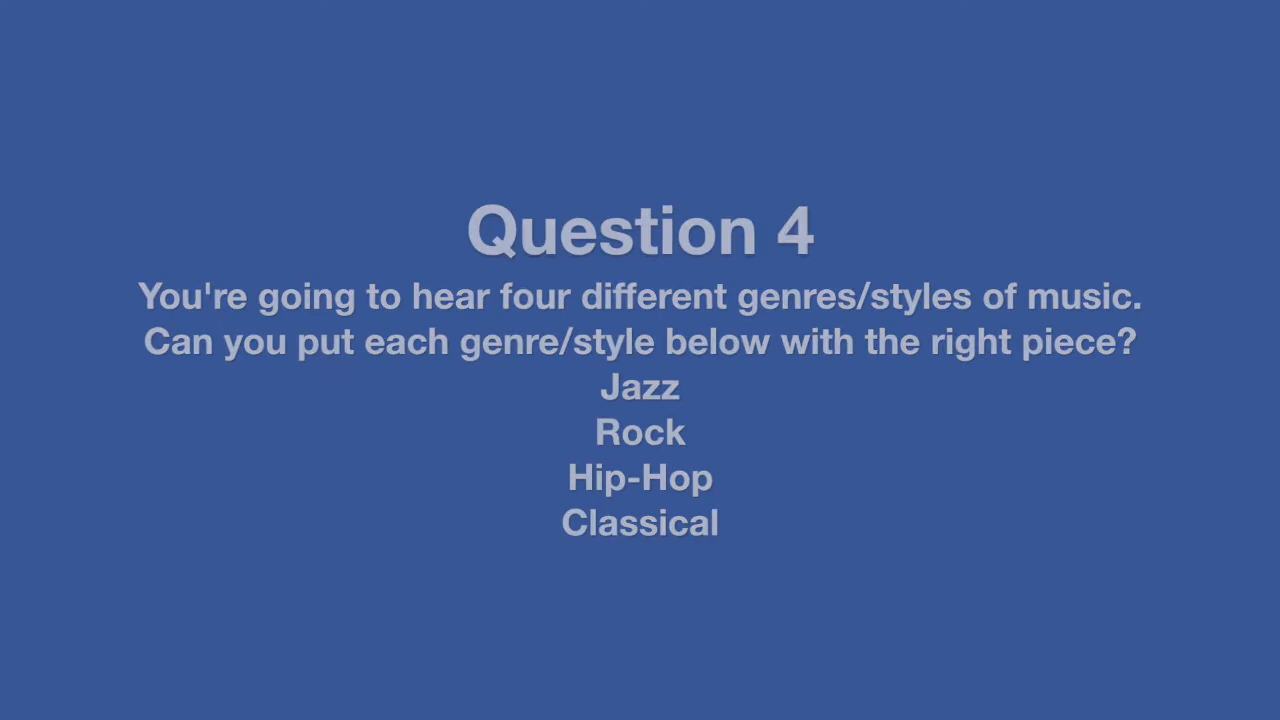 Question 4
You're going to hear four different genres/styles of music.
Can you put each genre/style below with the right piece?
Jazz
Rock
Hip-Hop
Classical